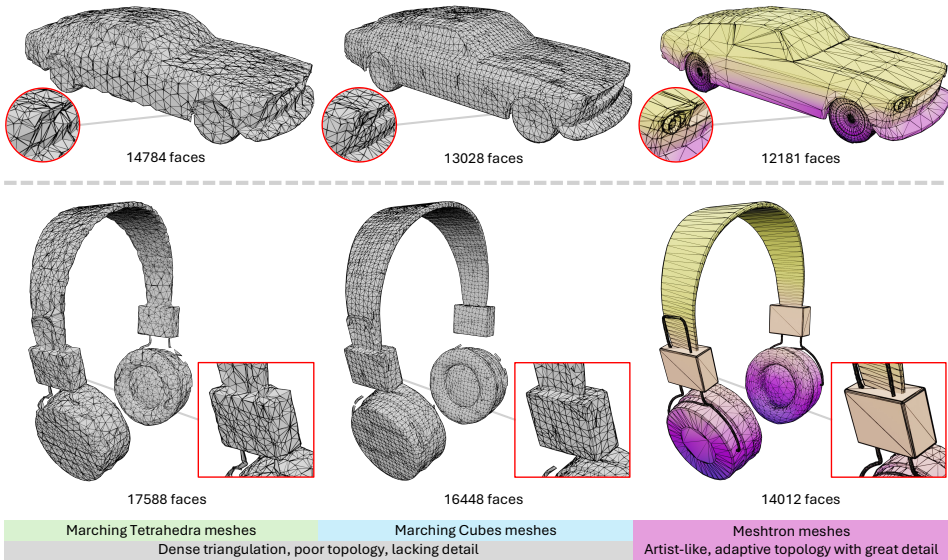 14784 faces
13028 faces
12181 faces
17588 faces
16448 faces
14012 faces
Marching Tetrahedra meshes
Marching Cubes meshes
Meshtron meshes
Dense triangulation, poor topology, lacking detail
Artist-like, adaptive topology with great detail